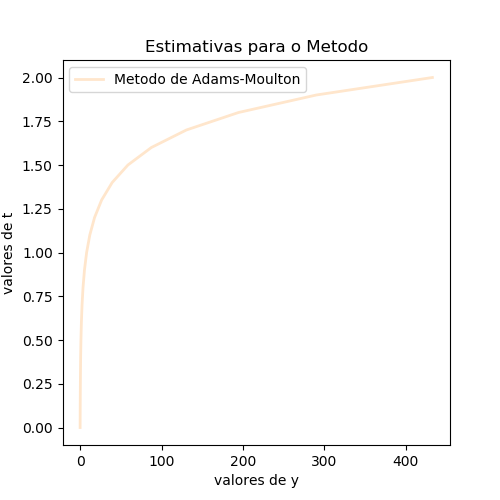 Estimativas para o Metodo
Metodo de Adams-Moulton
2.00
1.75
1.50
1.25
1.00
0.75
0.50
0.25
0.00
valores de t
0 100 200 300 400
valores de y